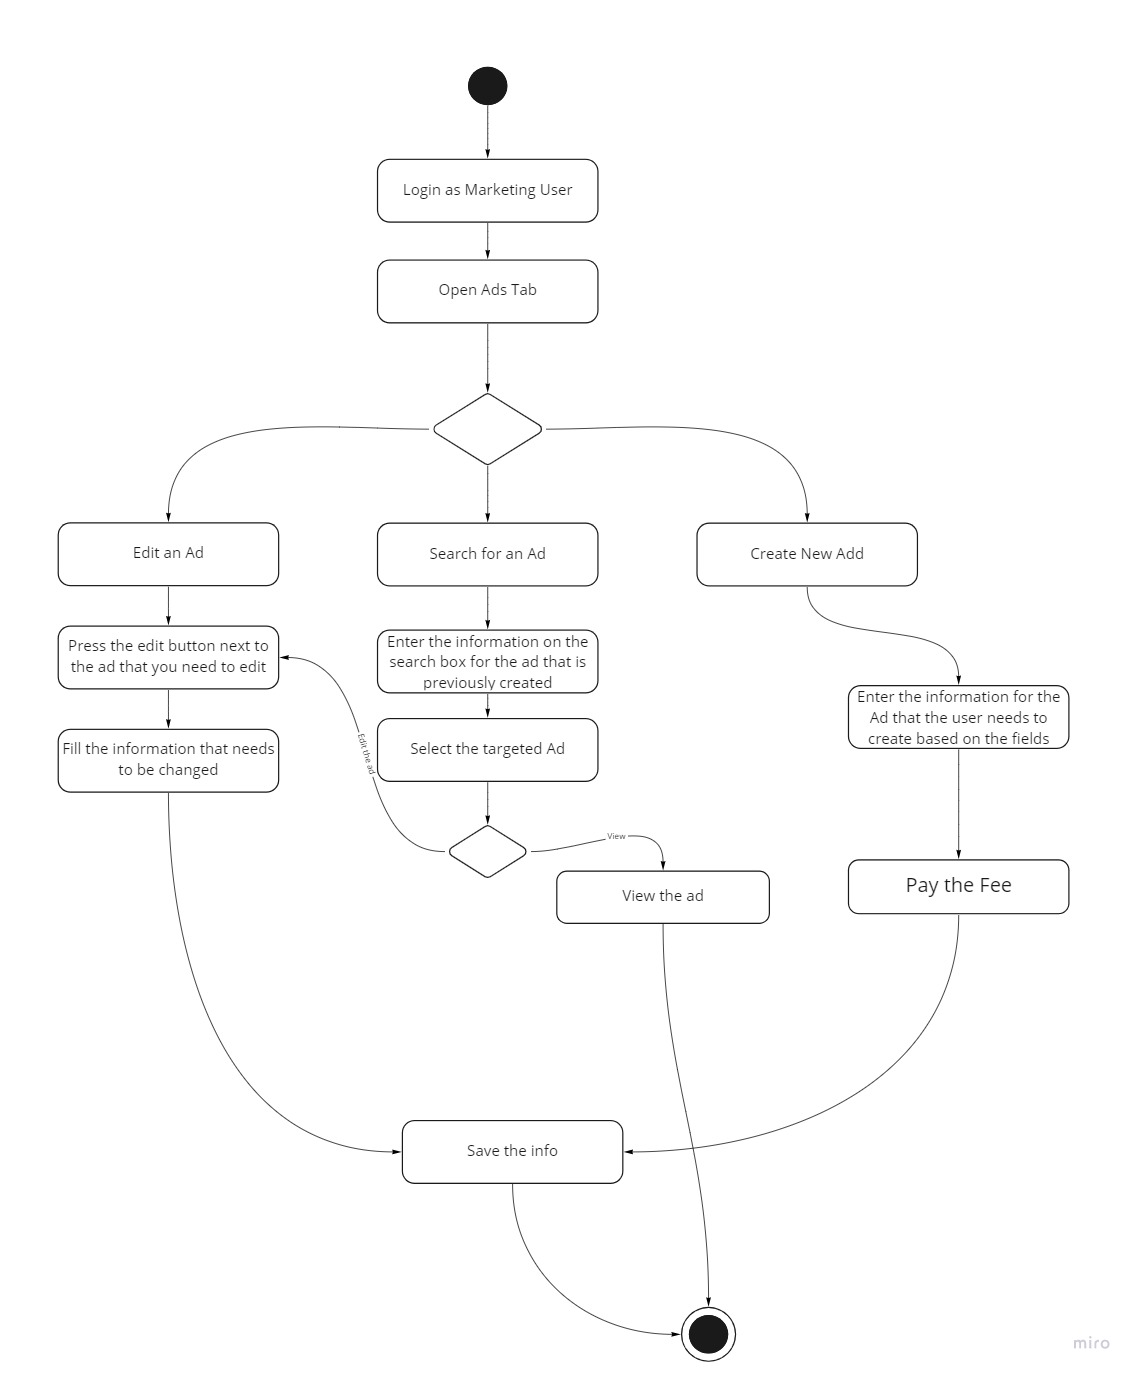 Login as Marketing User
Open Ads Tab
Edit an Ad
Search for an Ad
Create New Add
Press the edit button next to
the ad that you need to edit
Enter the information on the
search box for the ad that is
previously created
Enter the information for the
Ad that the user needs to
create based on the fields
Fill the information that needs
to be changed
Select the targeted Ad
Edit the ad
View
View the ad
Pay the Fee
Save the info
miro